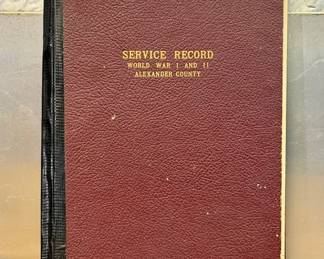 SERVICE RECORD
WORLD WAR I AND II
ALEXANDER COUNTY